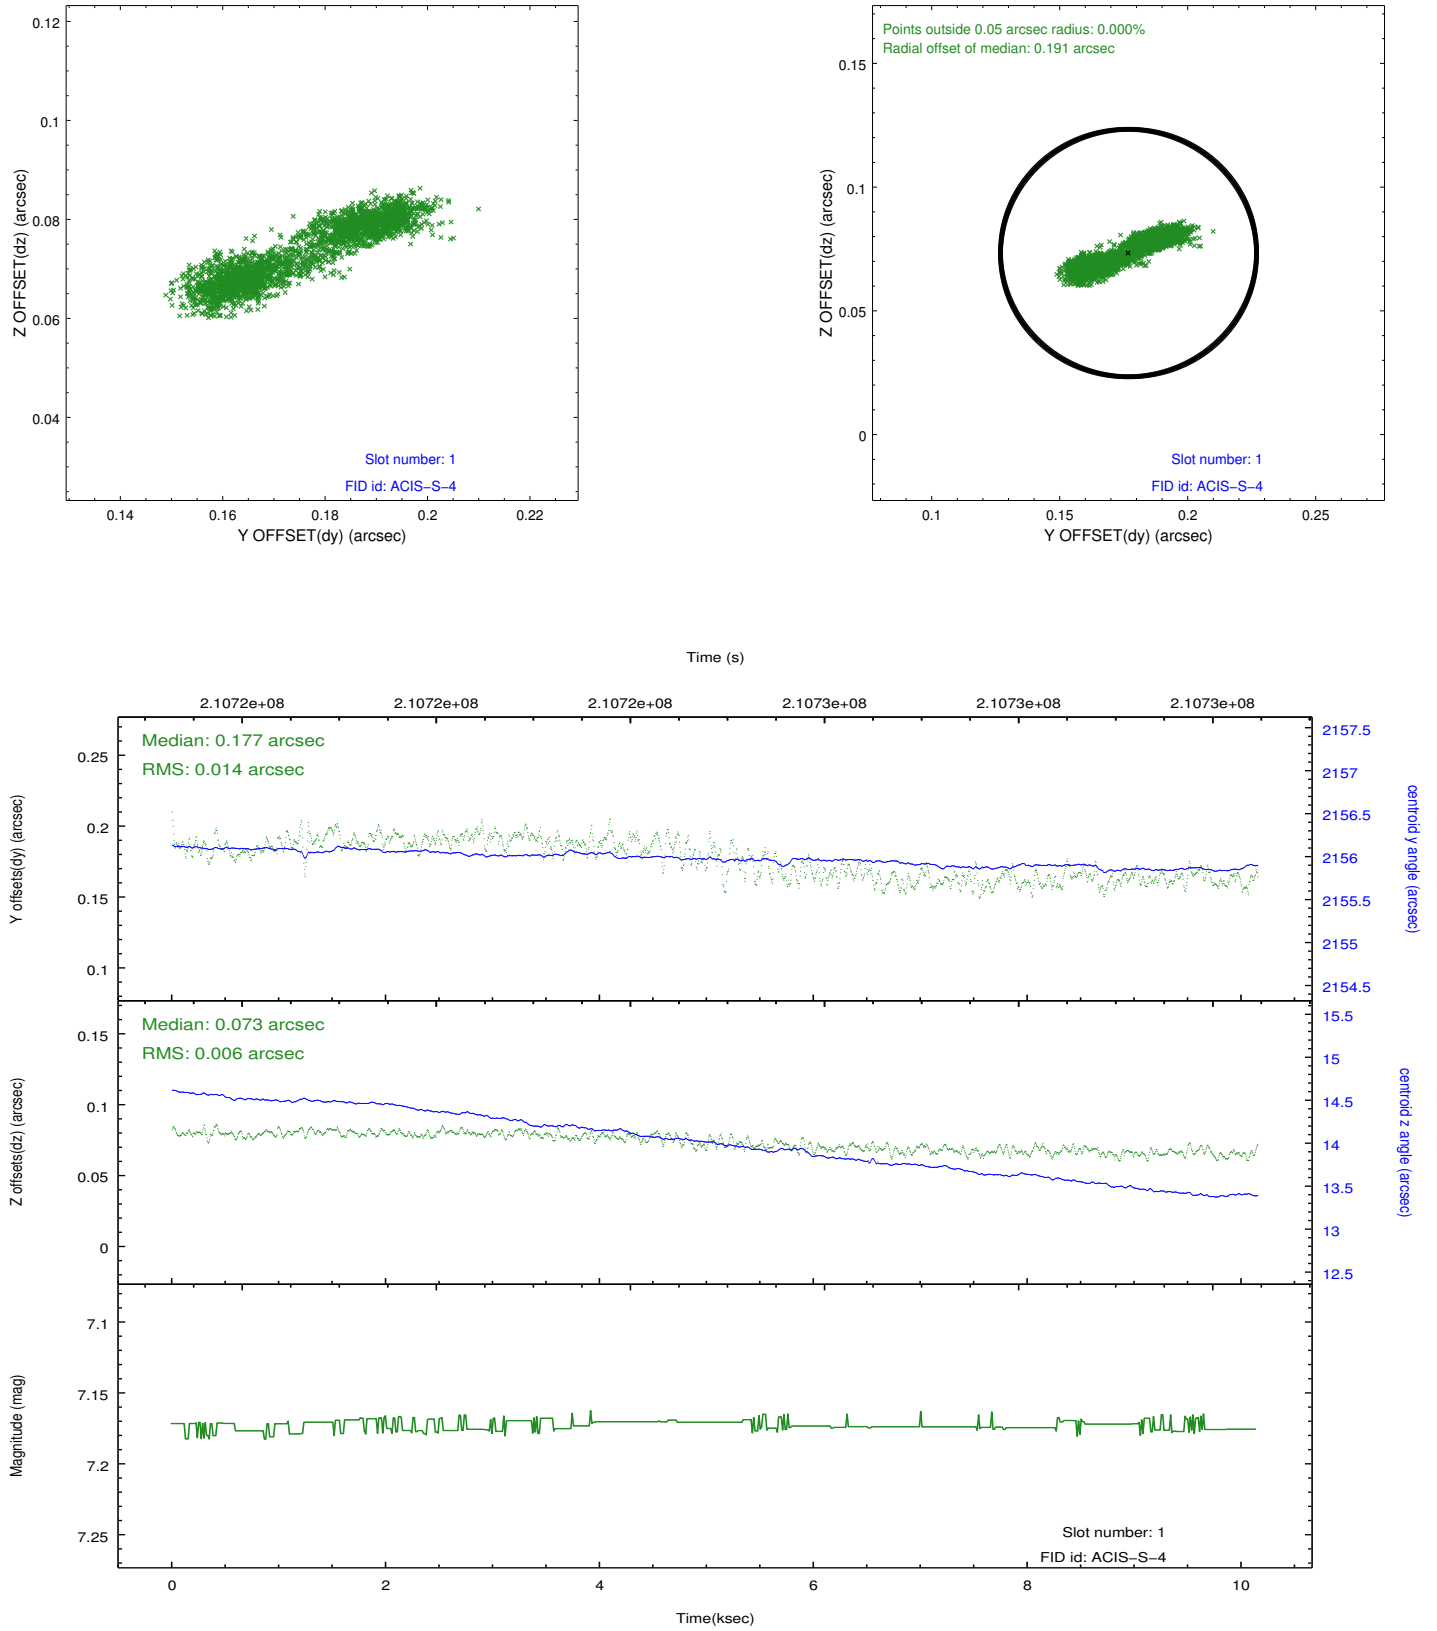 0.12
0.1
0.08
0.06
0.04
Z OFFSET(dz) (arcsec)
0.14
0.16
0.18
0.2
0.22
Y OFFSET(dy) (arcsec)
Slot number: 1
FID id: ACIS−S−4
Points outside 0.05 arcsec radius: 0.000%
Radial offset of median: 0.191 arcsec
0.15
0.1
0.05
0
Z OFFSET(dz) (arcsec)
0.1
0.15
0.2
0.25
Y OFFSET(dy) (arcsec)
Slot number: 1
FID id: ACIS−S−4
Time (s)
2.1072e+08
2.1072e+08
2.1072e+08
2.1073e+08
2.1073e+08
2.1073e+08
Median: 0.177 arcsec
RMS: 0.014 arcsec
0.25
0.2
0.15
0.1
Y offsets(dy) (arcsec)
2157.5
2157
2156.5
2156
2155.5
2155
2154.5
centroid y angle (arcsec)
Median: 0.073 arcsec
RMS: 0.006 arcsec
0.15
0.1
0.05
0
Z offsets(dz) (arcsec)
15.5
15
14.5
14
13.5
13
12.5
centroid z angle (arcsec)
7.1
7.15
7.2
7.25
Magnitude (mag)
Slot number: 1
FID id: ACIS−S−4
0
2
4
6
8
10
Time(ksec)